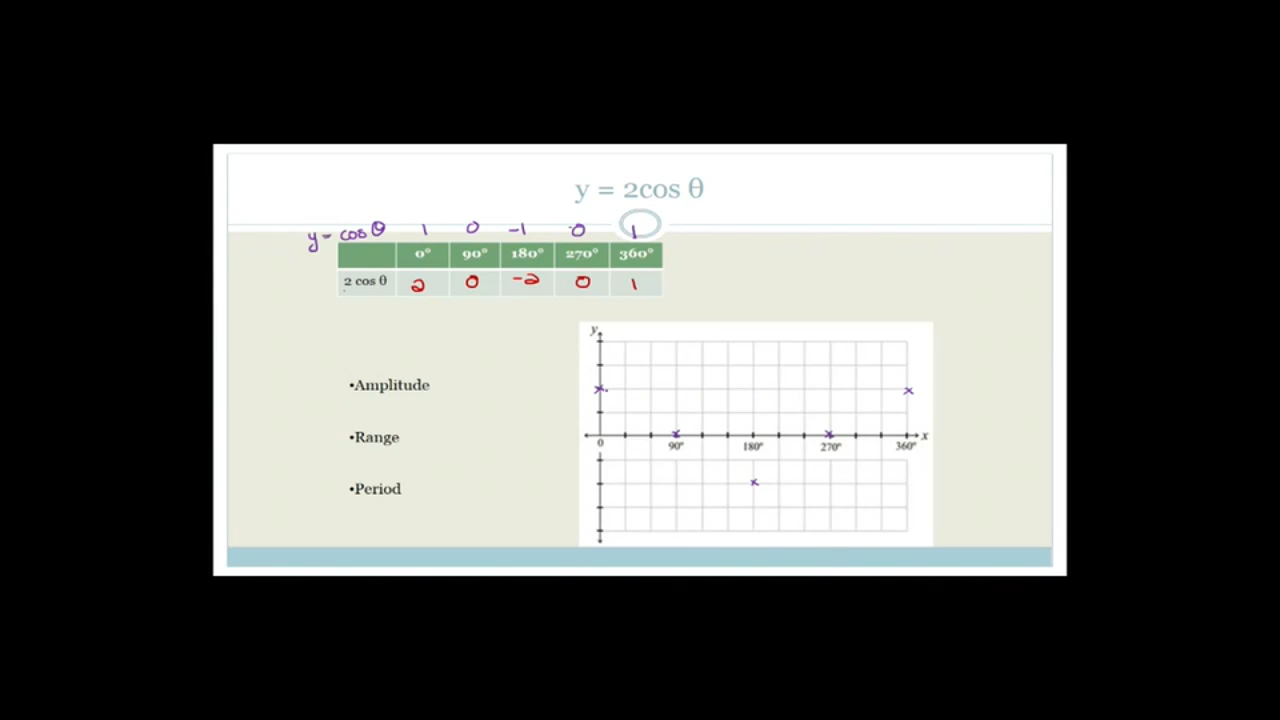 y = 2cos θ
y = cos θ 1 0 -1 0 1
0° 90° 180° 270° 360°
2 cos θ 2 0 -2 0 1
y
•Amplitude
•Range
x
0 90° 180° 270° 360°
•Period